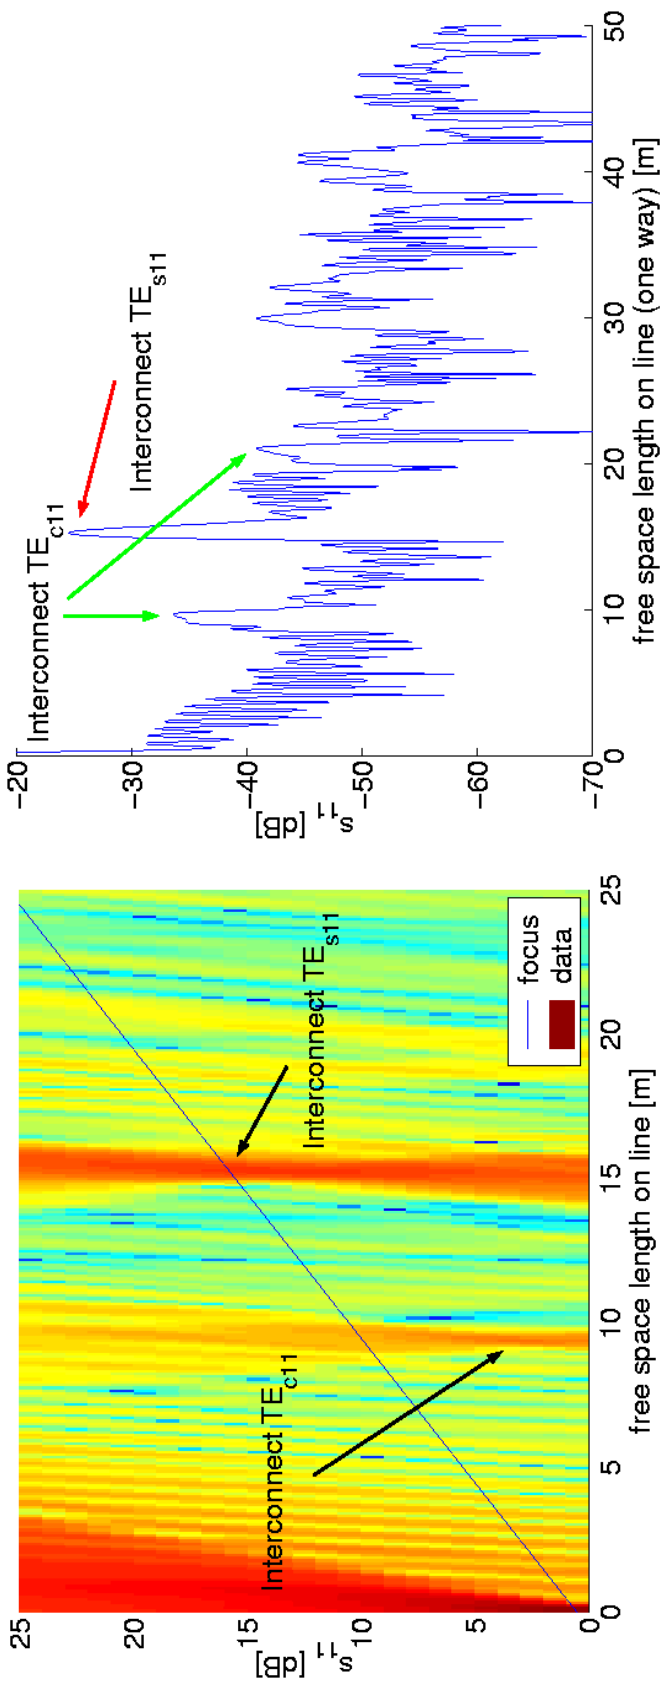 25
20
15
10
5
0
s11 [dB]
Interconnect TEc11
Interconnect TEs11
focus
data
0
5
10
15
20
25
free space length on line [m]
−20
−30
−40
−50
−60
−70
s11 [dB]
Interconnect TEc11
Interconnect TEs11
0
10
20
30
40
50
free space length on line (one way) [m]